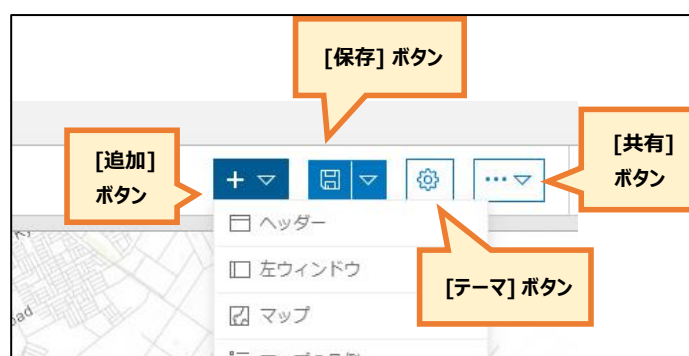 [保存] ボタン
[追加]
ボタン
[共有]
ボタン
ヘッダー
左ウィンドウ
[テーマ] ボタン
マップ